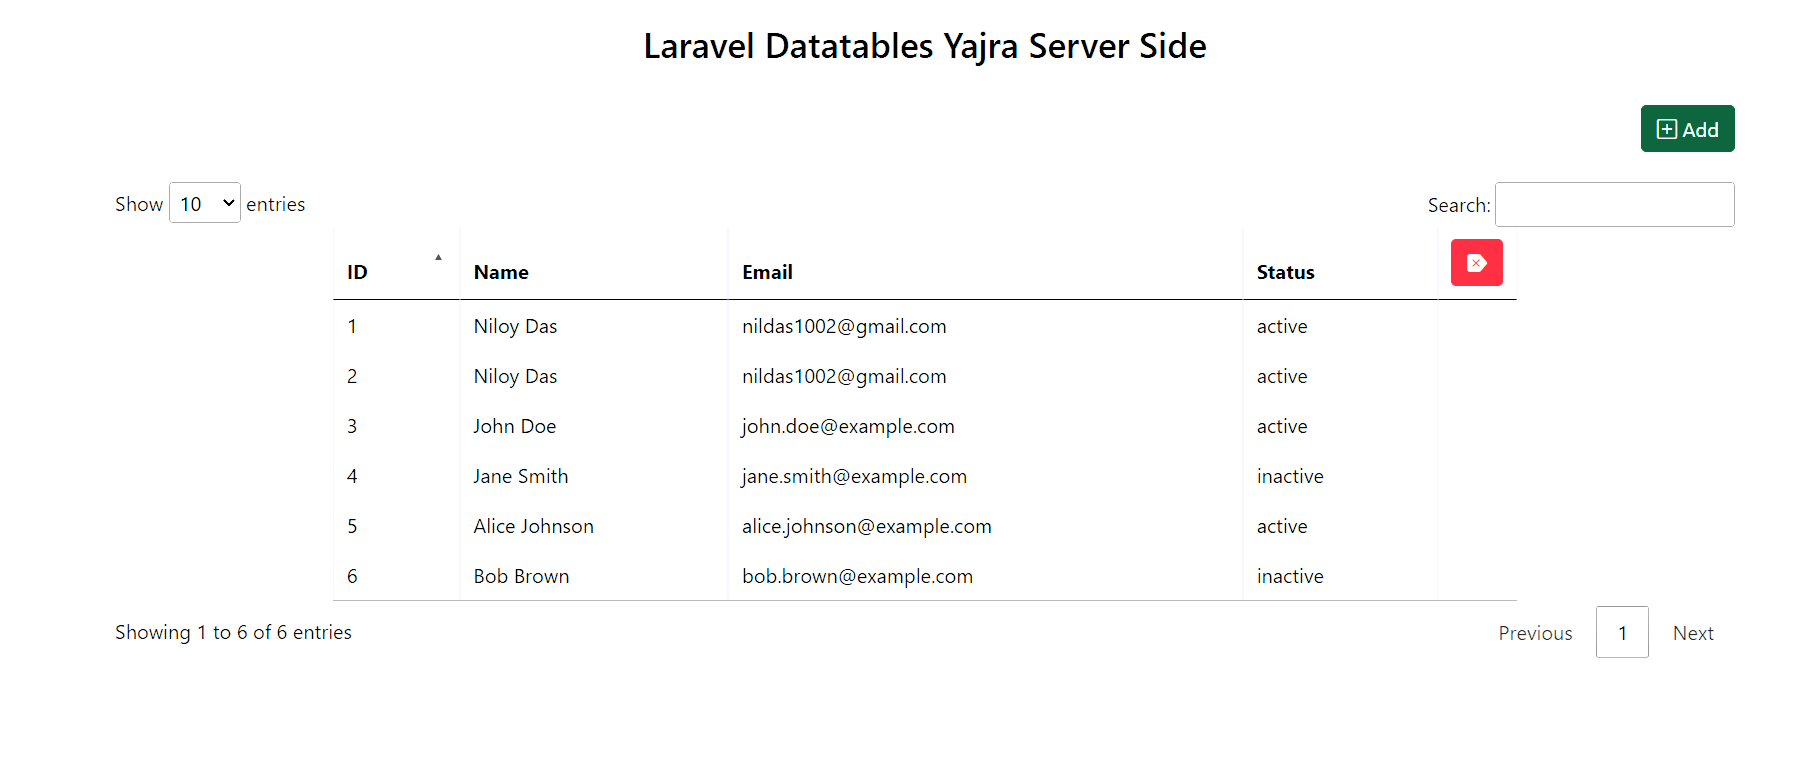 Laravel Datatables Yajra Server Side
Add
Show 10 entries
Search:
ID Name Email Status
1 Niloy Das nildas1002@gmail.com active
2 Niloy Das nildas1002@gmail.com active
3 John Doe john.doe@example.com active
4 Jane Smith jane.smith@example.com inactive
5 Alice Johnson alice.johnson@example.com active
6 Bob Brown bob.brown@example.com inactive
Showing 1 to 6 of 6 entries
Previous 1 Next